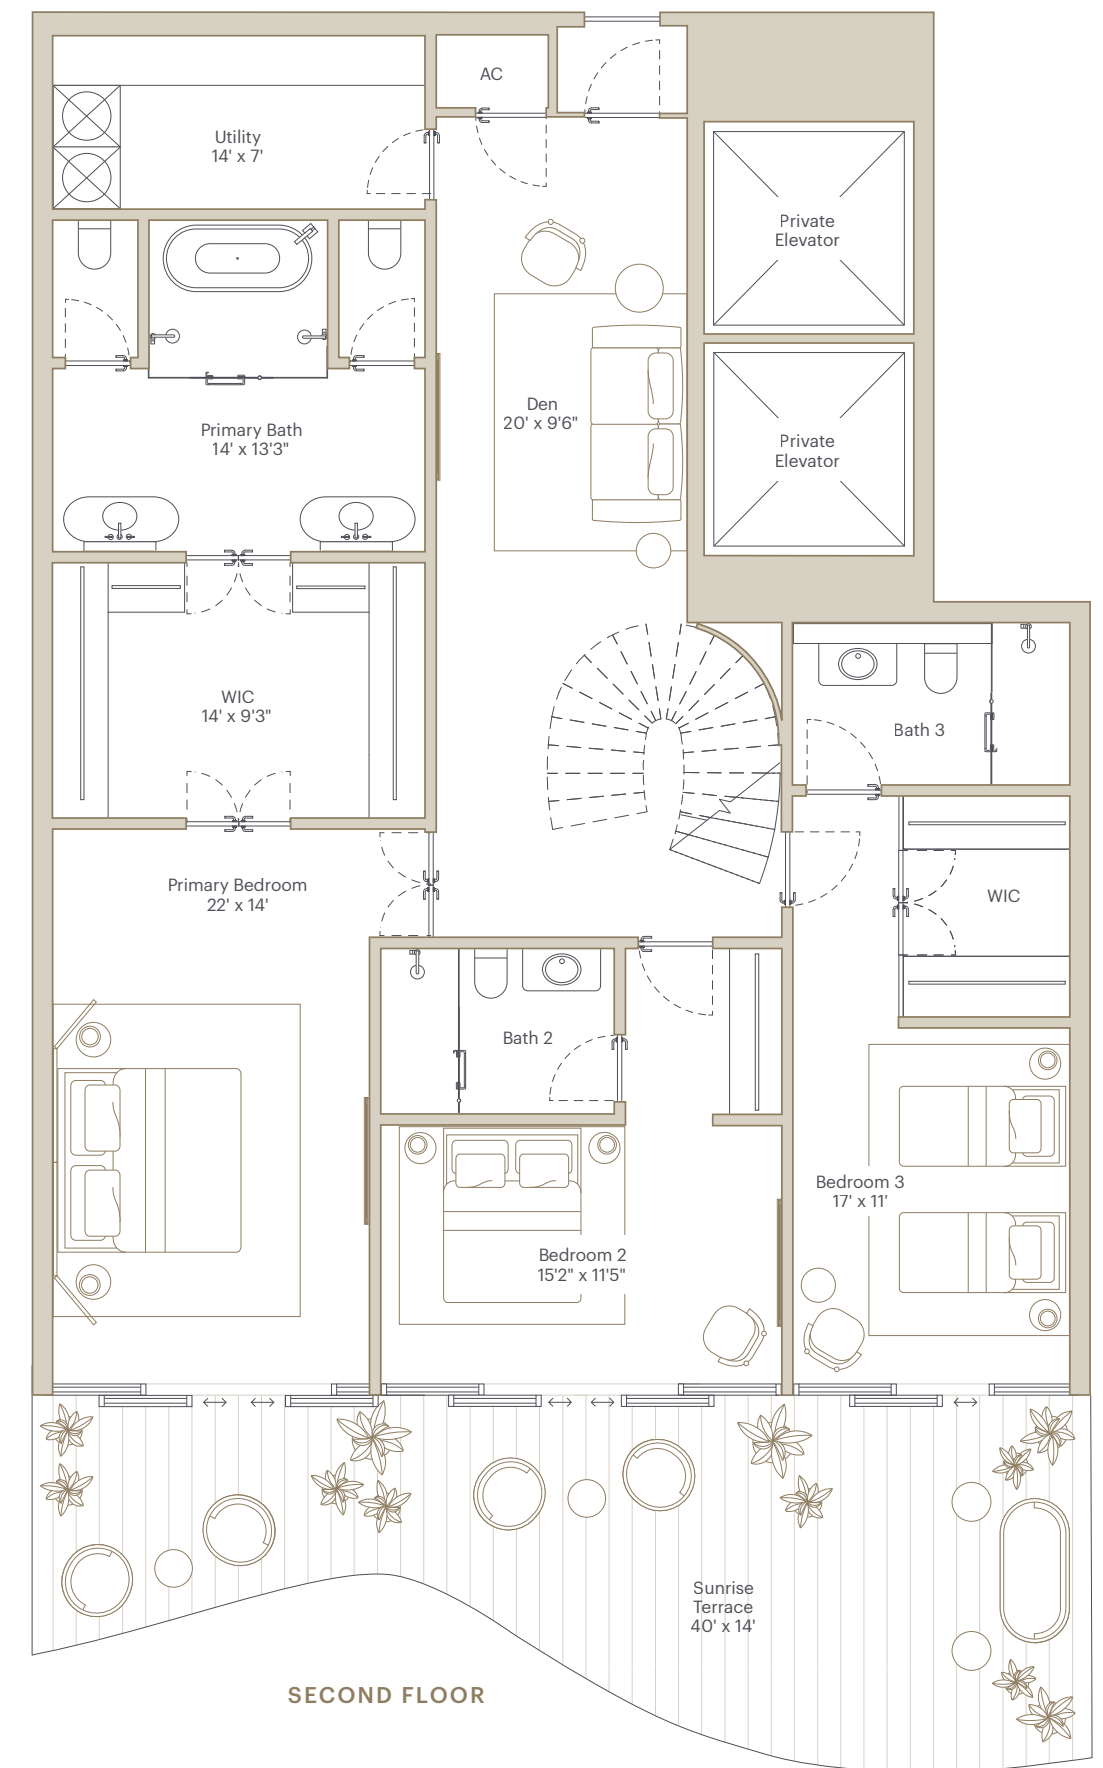 AC
Utility
14' x 7'
Private
Elevator
Den
20' x 9'6"
Primary Bath
14' x 13'3"
Private
Elevator
WIC
14' x 9'3"
Bath 3
Primary Bedroom
22' x 14'
WIC
Bath 2
Bedroom 3
17' x 11'
Bedroom 2
15'2" x 11'5"
Sunrise
Terrace
40' x 14'
SECOND FLOOR